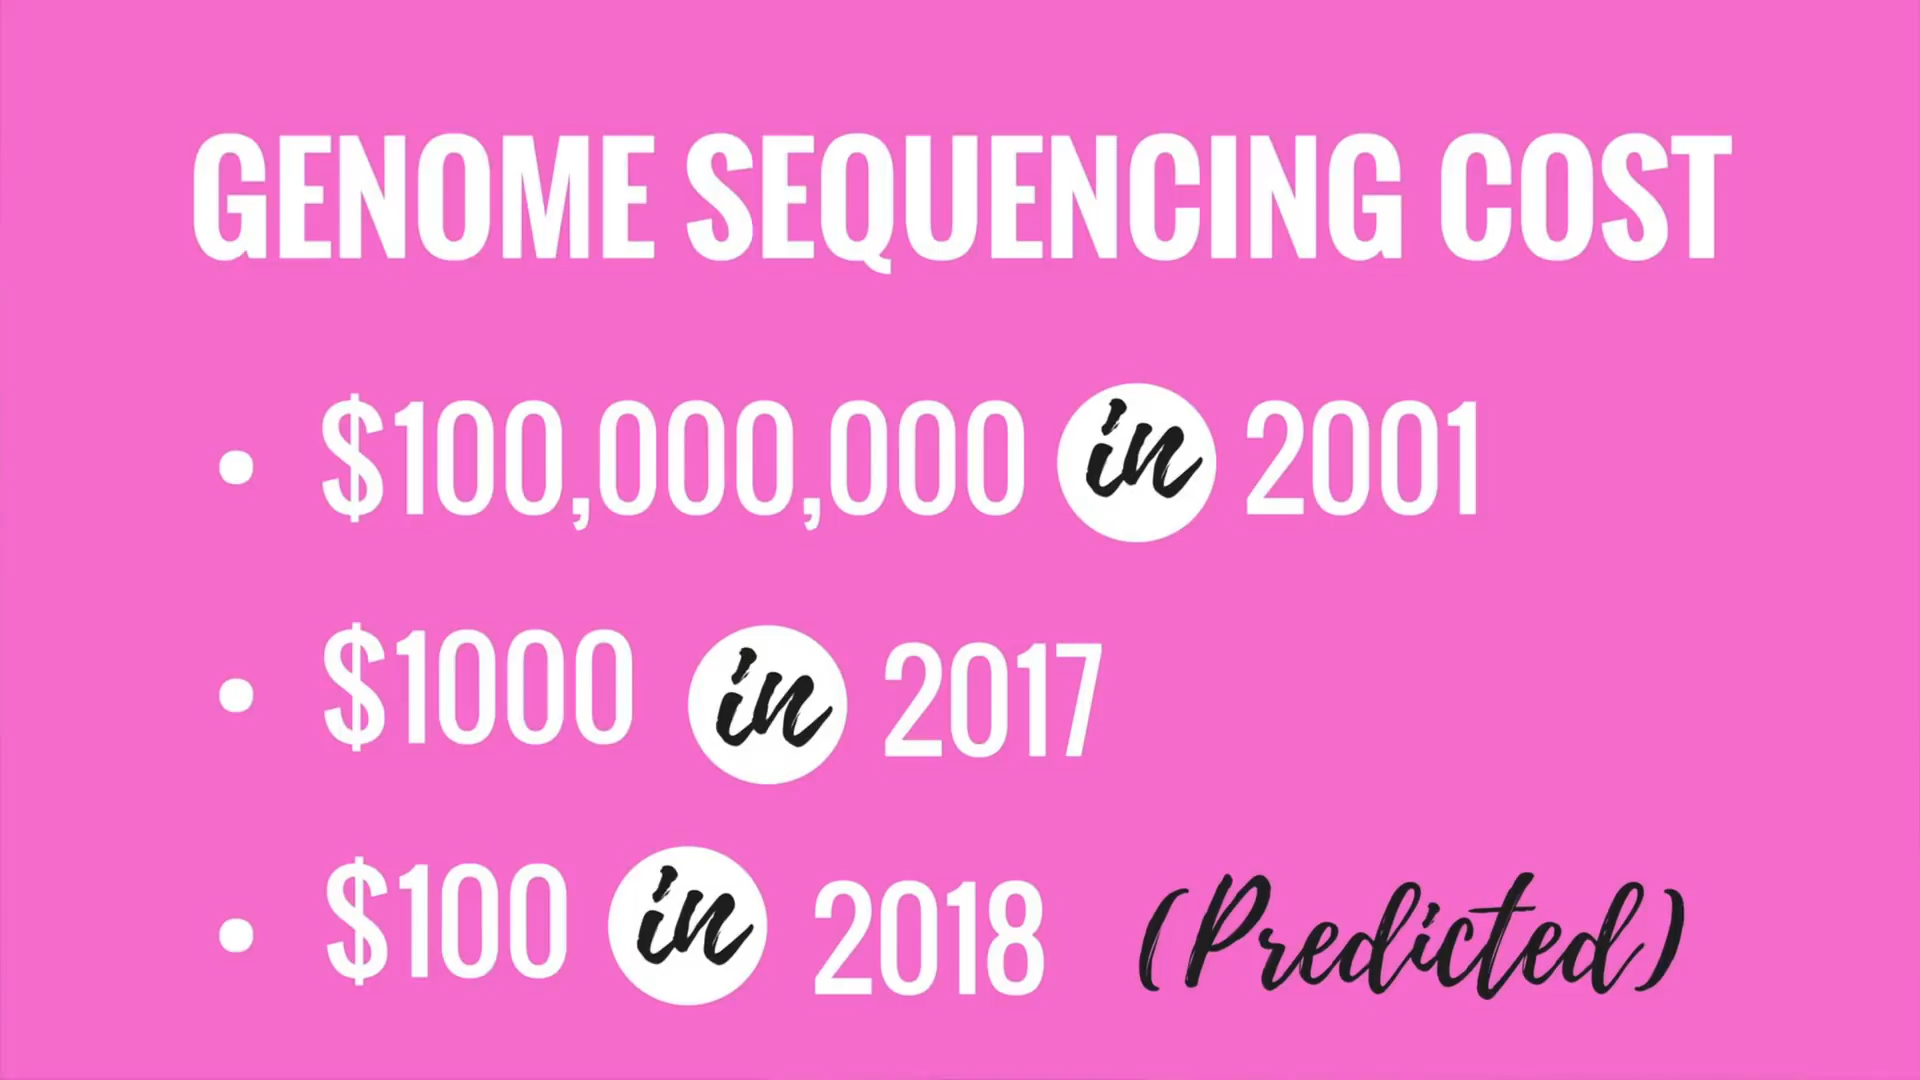 GENOME SEQUENCING COST
• $100,000,000 in 2001
• $1000 in 2017
• $100 in 2018 (Predicted)